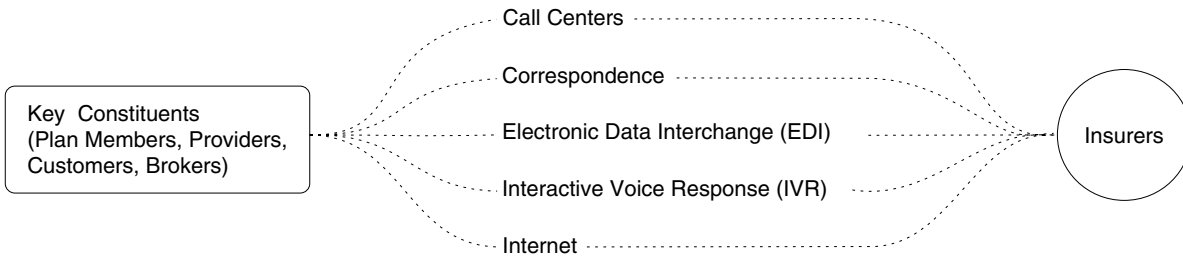 Call Centers
Correspondence
Key Constituents
(Plan Members, Providers,
Customers, Brokers)
Electronic Data Interchange (EDI)
Insurers
Interactive Voice Response (IVR)
Internet